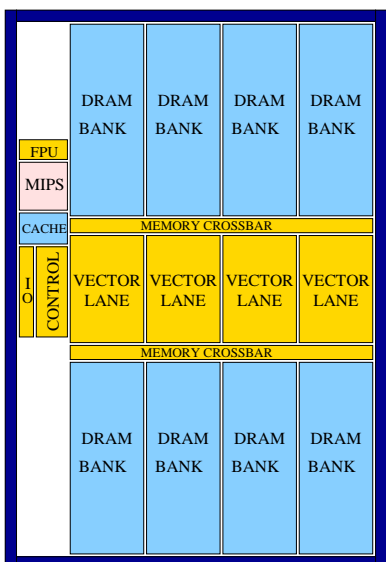 DRAM
BANK
DRAM
BANK
DRAM
BANK
DRAM
BANK
FPU
MIPS
CACHE
MEMORY CROSSBAR
IO
CONTROL
VECTOR
LANE
VECTOR
LANE
VECTOR
LANE
VECTOR
LANE
MEMORY CROSSBAR
DRAM
BANK
DRAM
BANK
DRAM
BANK
DRAM
BANK